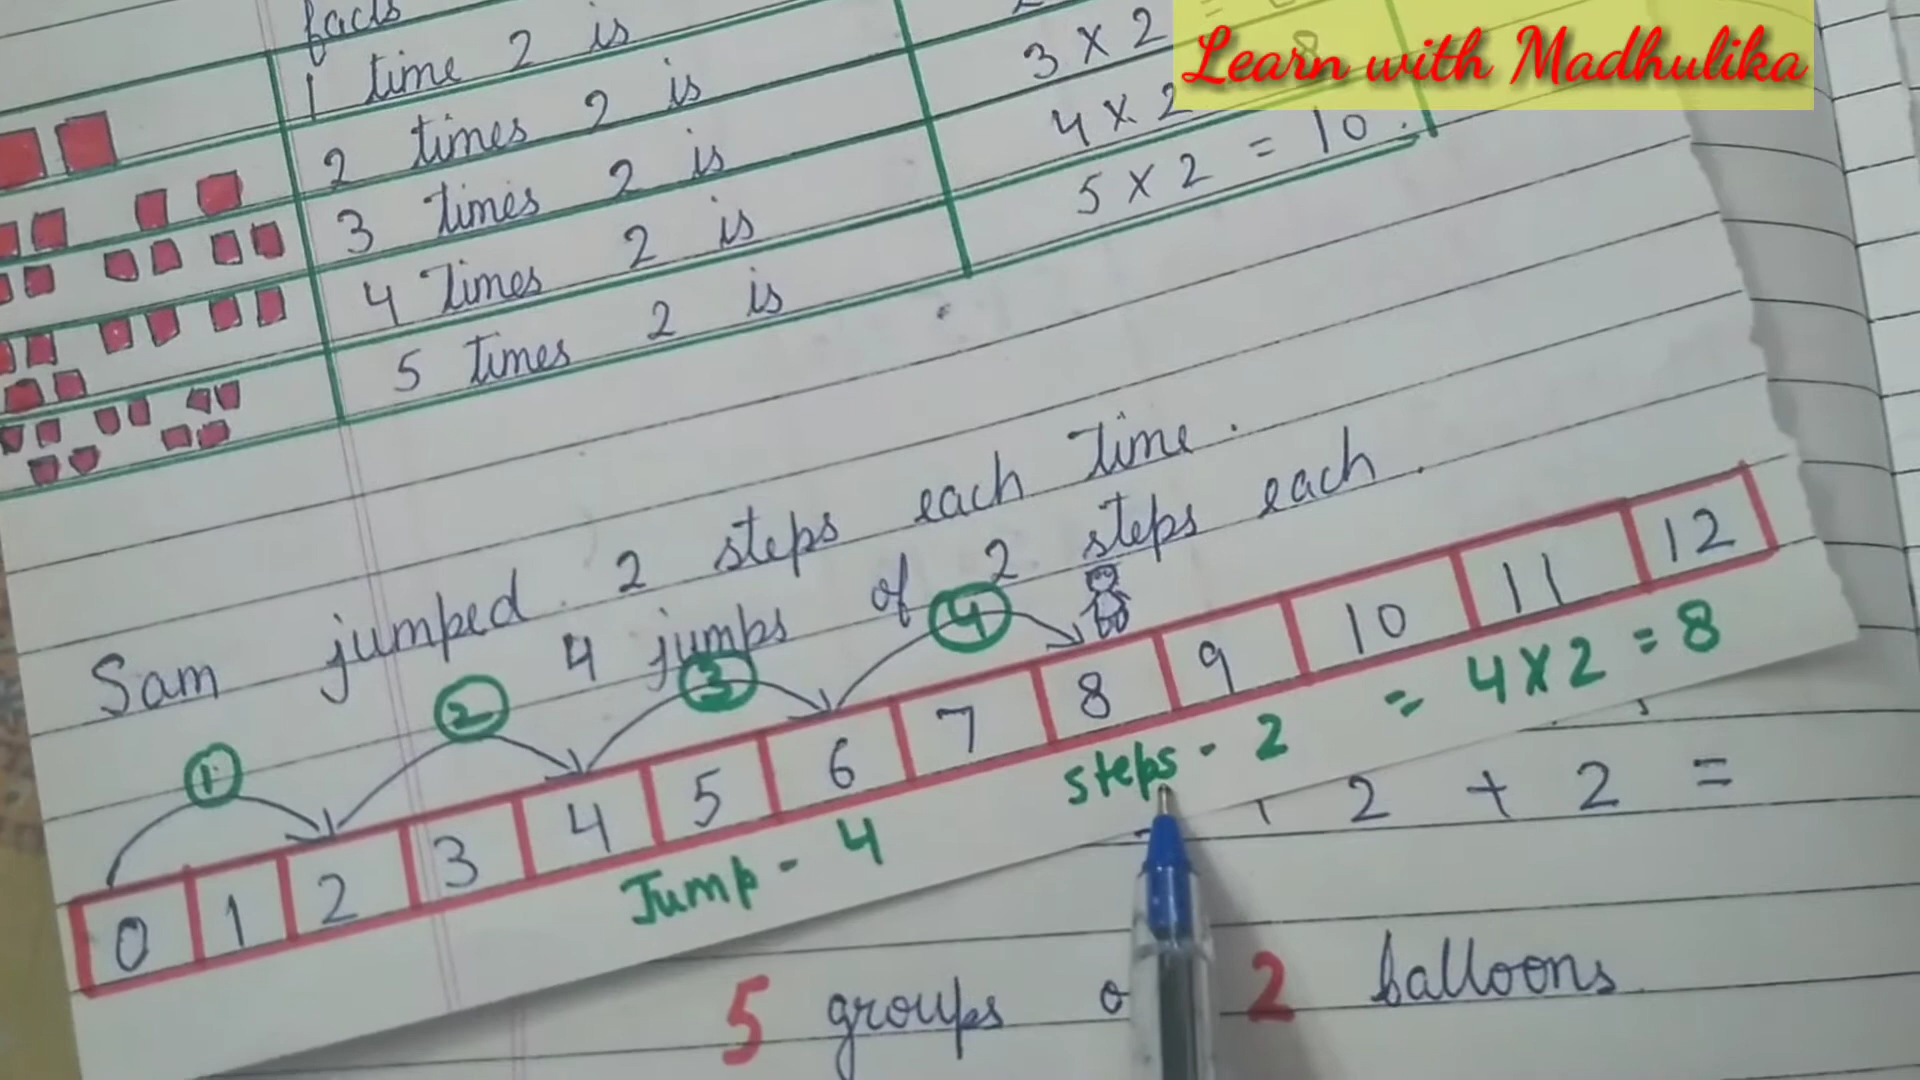 Learn with Madhulika
facts
1 time 2 is
2 times 2 is
3 times 2 is
4 times 2 is
5 times 2 is
3 x 2
4 x 2
5 x 2 = 10.
Sam jumped 2 steps each time.
4 jumps of 2 steps each.
1 2 3 4
0 1 2 3 4 5 6 7 8 9 10 11 12
Jump - 4 steps - 2 = 4 x 2 = 8
2 + 2 =
5 groups 2 balloons